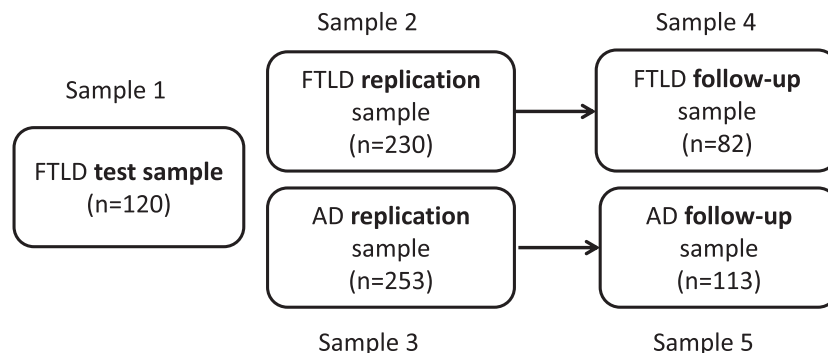 Sample 1
FTLD test sample
(n=120)
Sample 2
FTLD replication
sample
(n=230)
Sample 4
FTLD follow-up
sample
(n=82)
AD replication
sample
(n=253)
Sample 3
AD follow-up
sample
(n=113)
Sample 5